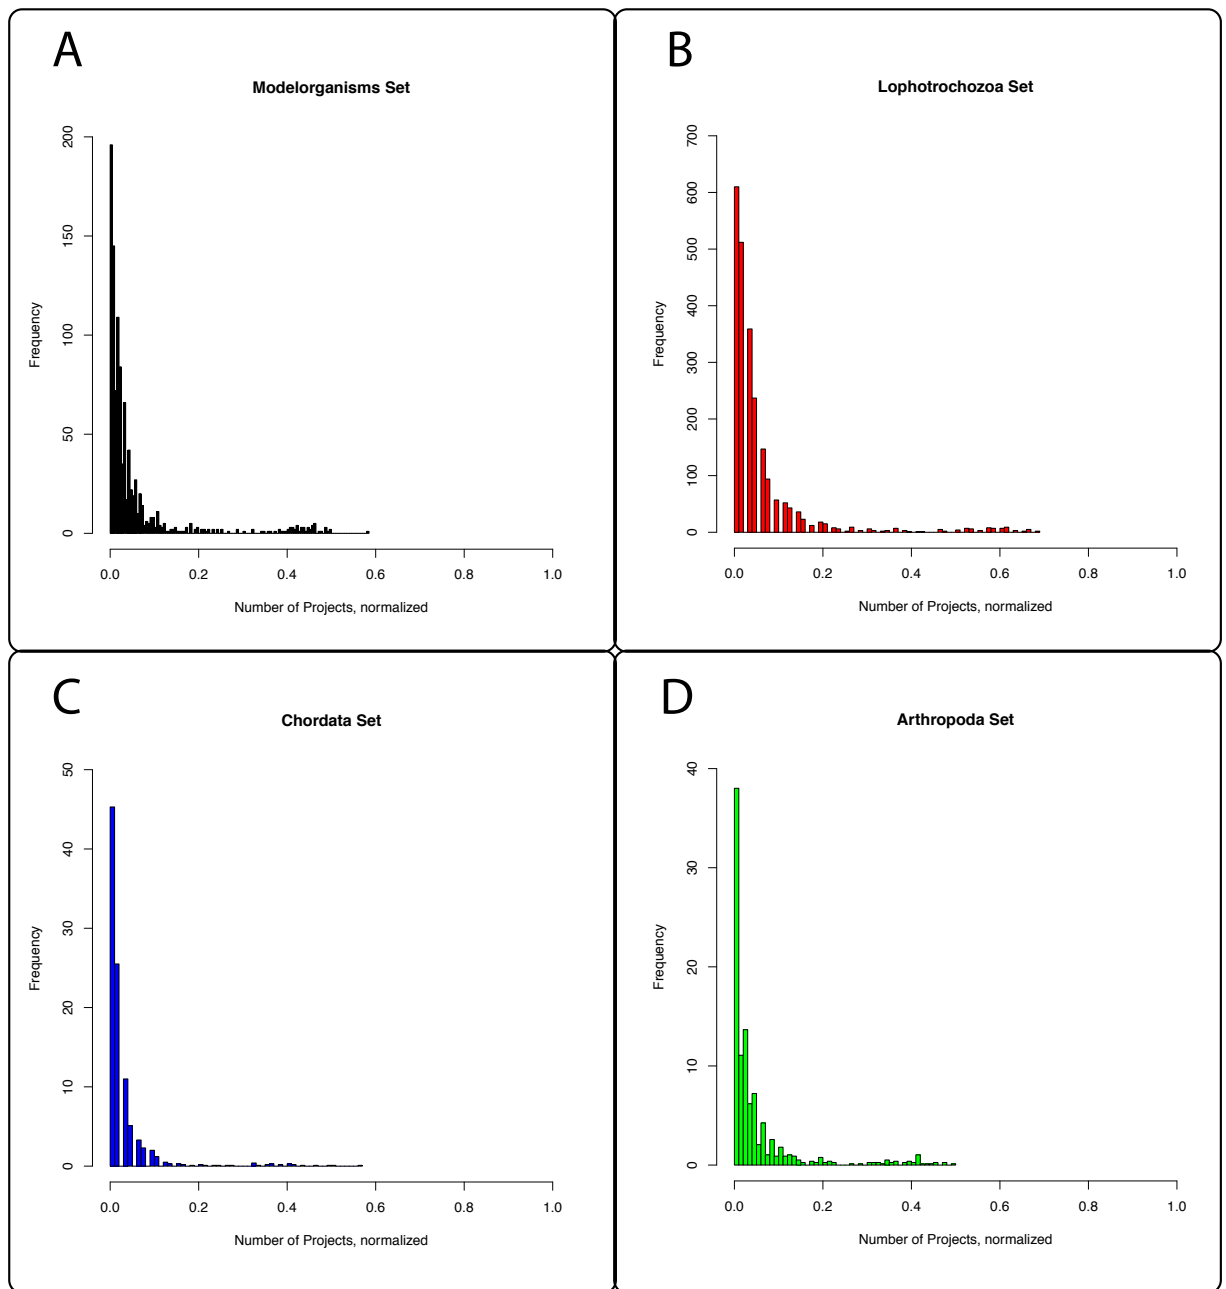 A
Modelorganisms Set
200
150
100
50
0
Frequency
0.0 0.2 0.4 0.6 0.8 1.0
Number of Projects, normalized
B
Lophotrochozoa Set
700
600
500
400
300
200
100
0
Frequency
0.0 0.2 0.4 0.6 0.8 1.0
Number of Projects, normalized
C
Chordata Set
50
40
30
20
10
0
Frequency
0.0 0.2 0.4 0.6 0.8 1.0
Number of Projects, normalized
D
Arthropoda Set
40
30
20
10
0
Frequency
0.0 0.2 0.4 0.6 0.8 1.0
Number of Projects, normalized